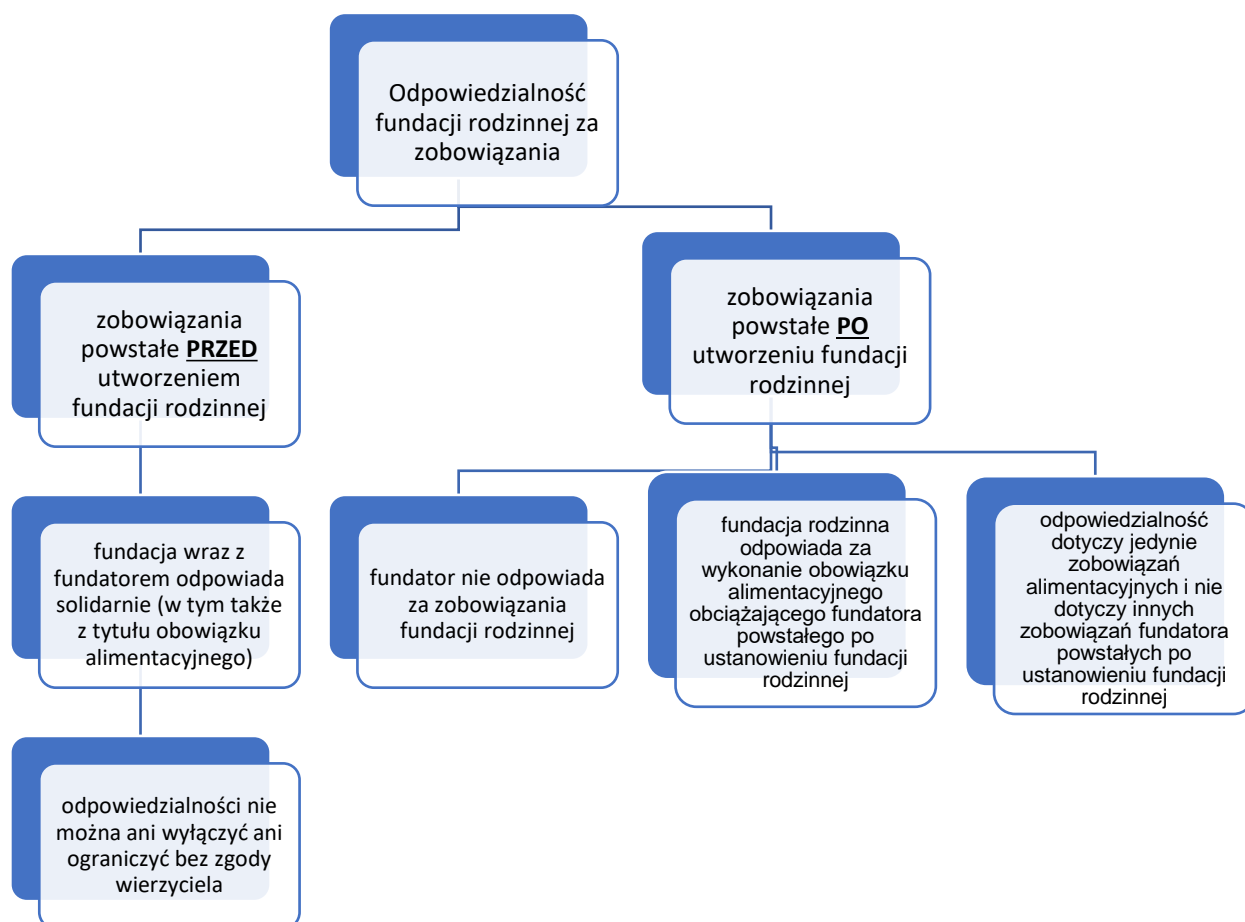 Odpowiedzialność
fundacji rodzinnej za
zobowiązania
zobowiązania
powstałe PRZED
utworzeniem
fundacji rodzinnej
zobowiązania
powstałe PO
utworzeniu fundacji
rodzinnej
fundacja wraz z
fundatorem odpowiada
solidarnie (w tym także
z tytułu obowiązku
alimentacyjnego)
fundator nie odpowiada
za zobowiązania
fundacji rodzinnej
fundacja rodzinna
odpowiada za
wykonanie obowiązku
alimentacyjnego
obciążającego fundatora
powstałego po
ustanowieniu fundacji
rodzinnej
odpowiedzialność
dotyczy jedynie
zobowiązań
alimentacyjnych i nie
dotyczy innych
zobowiązań fundatora
powstałych po
ustanowieniu fundacji
rodzinnej
odpowiedzialności nie
można ani wyłączyć ani
ograniczyć bez zgody
wierzyciela